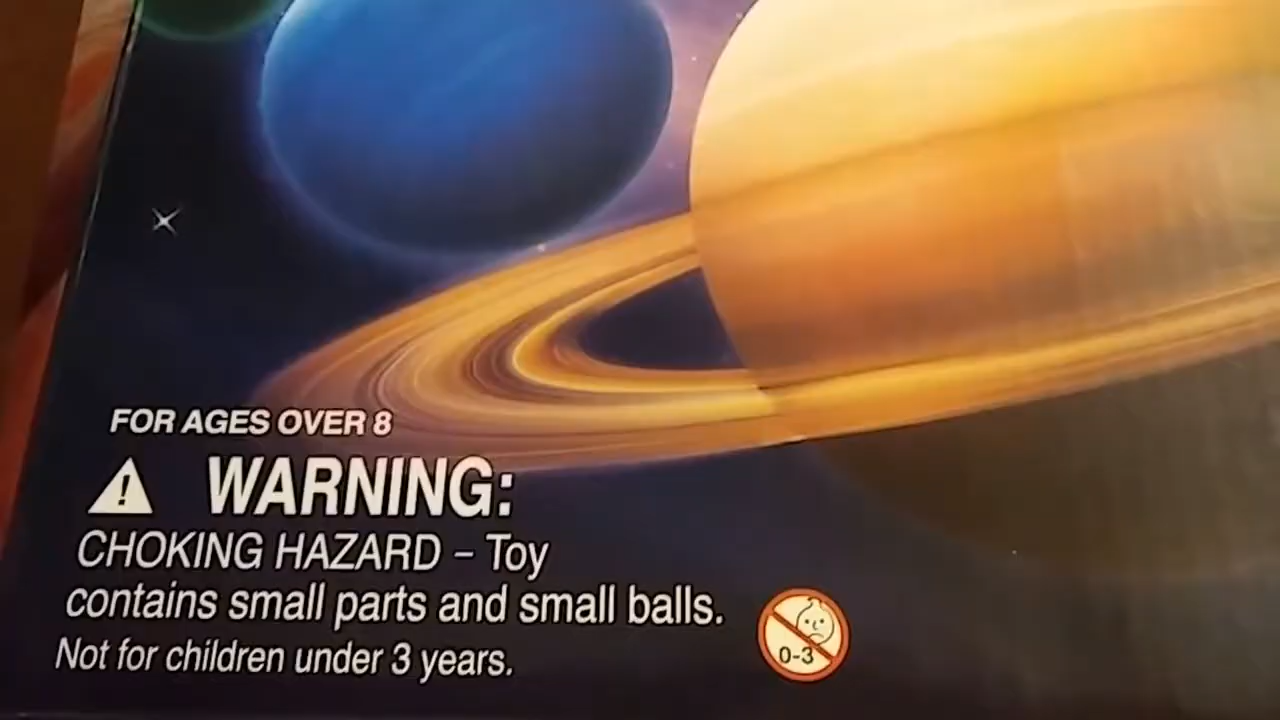 FOR AGES OVER 8
WARNING:
CHOKING HAZARD – Toy
contains small parts and small balls.
Not for children under 3 years.
0-3